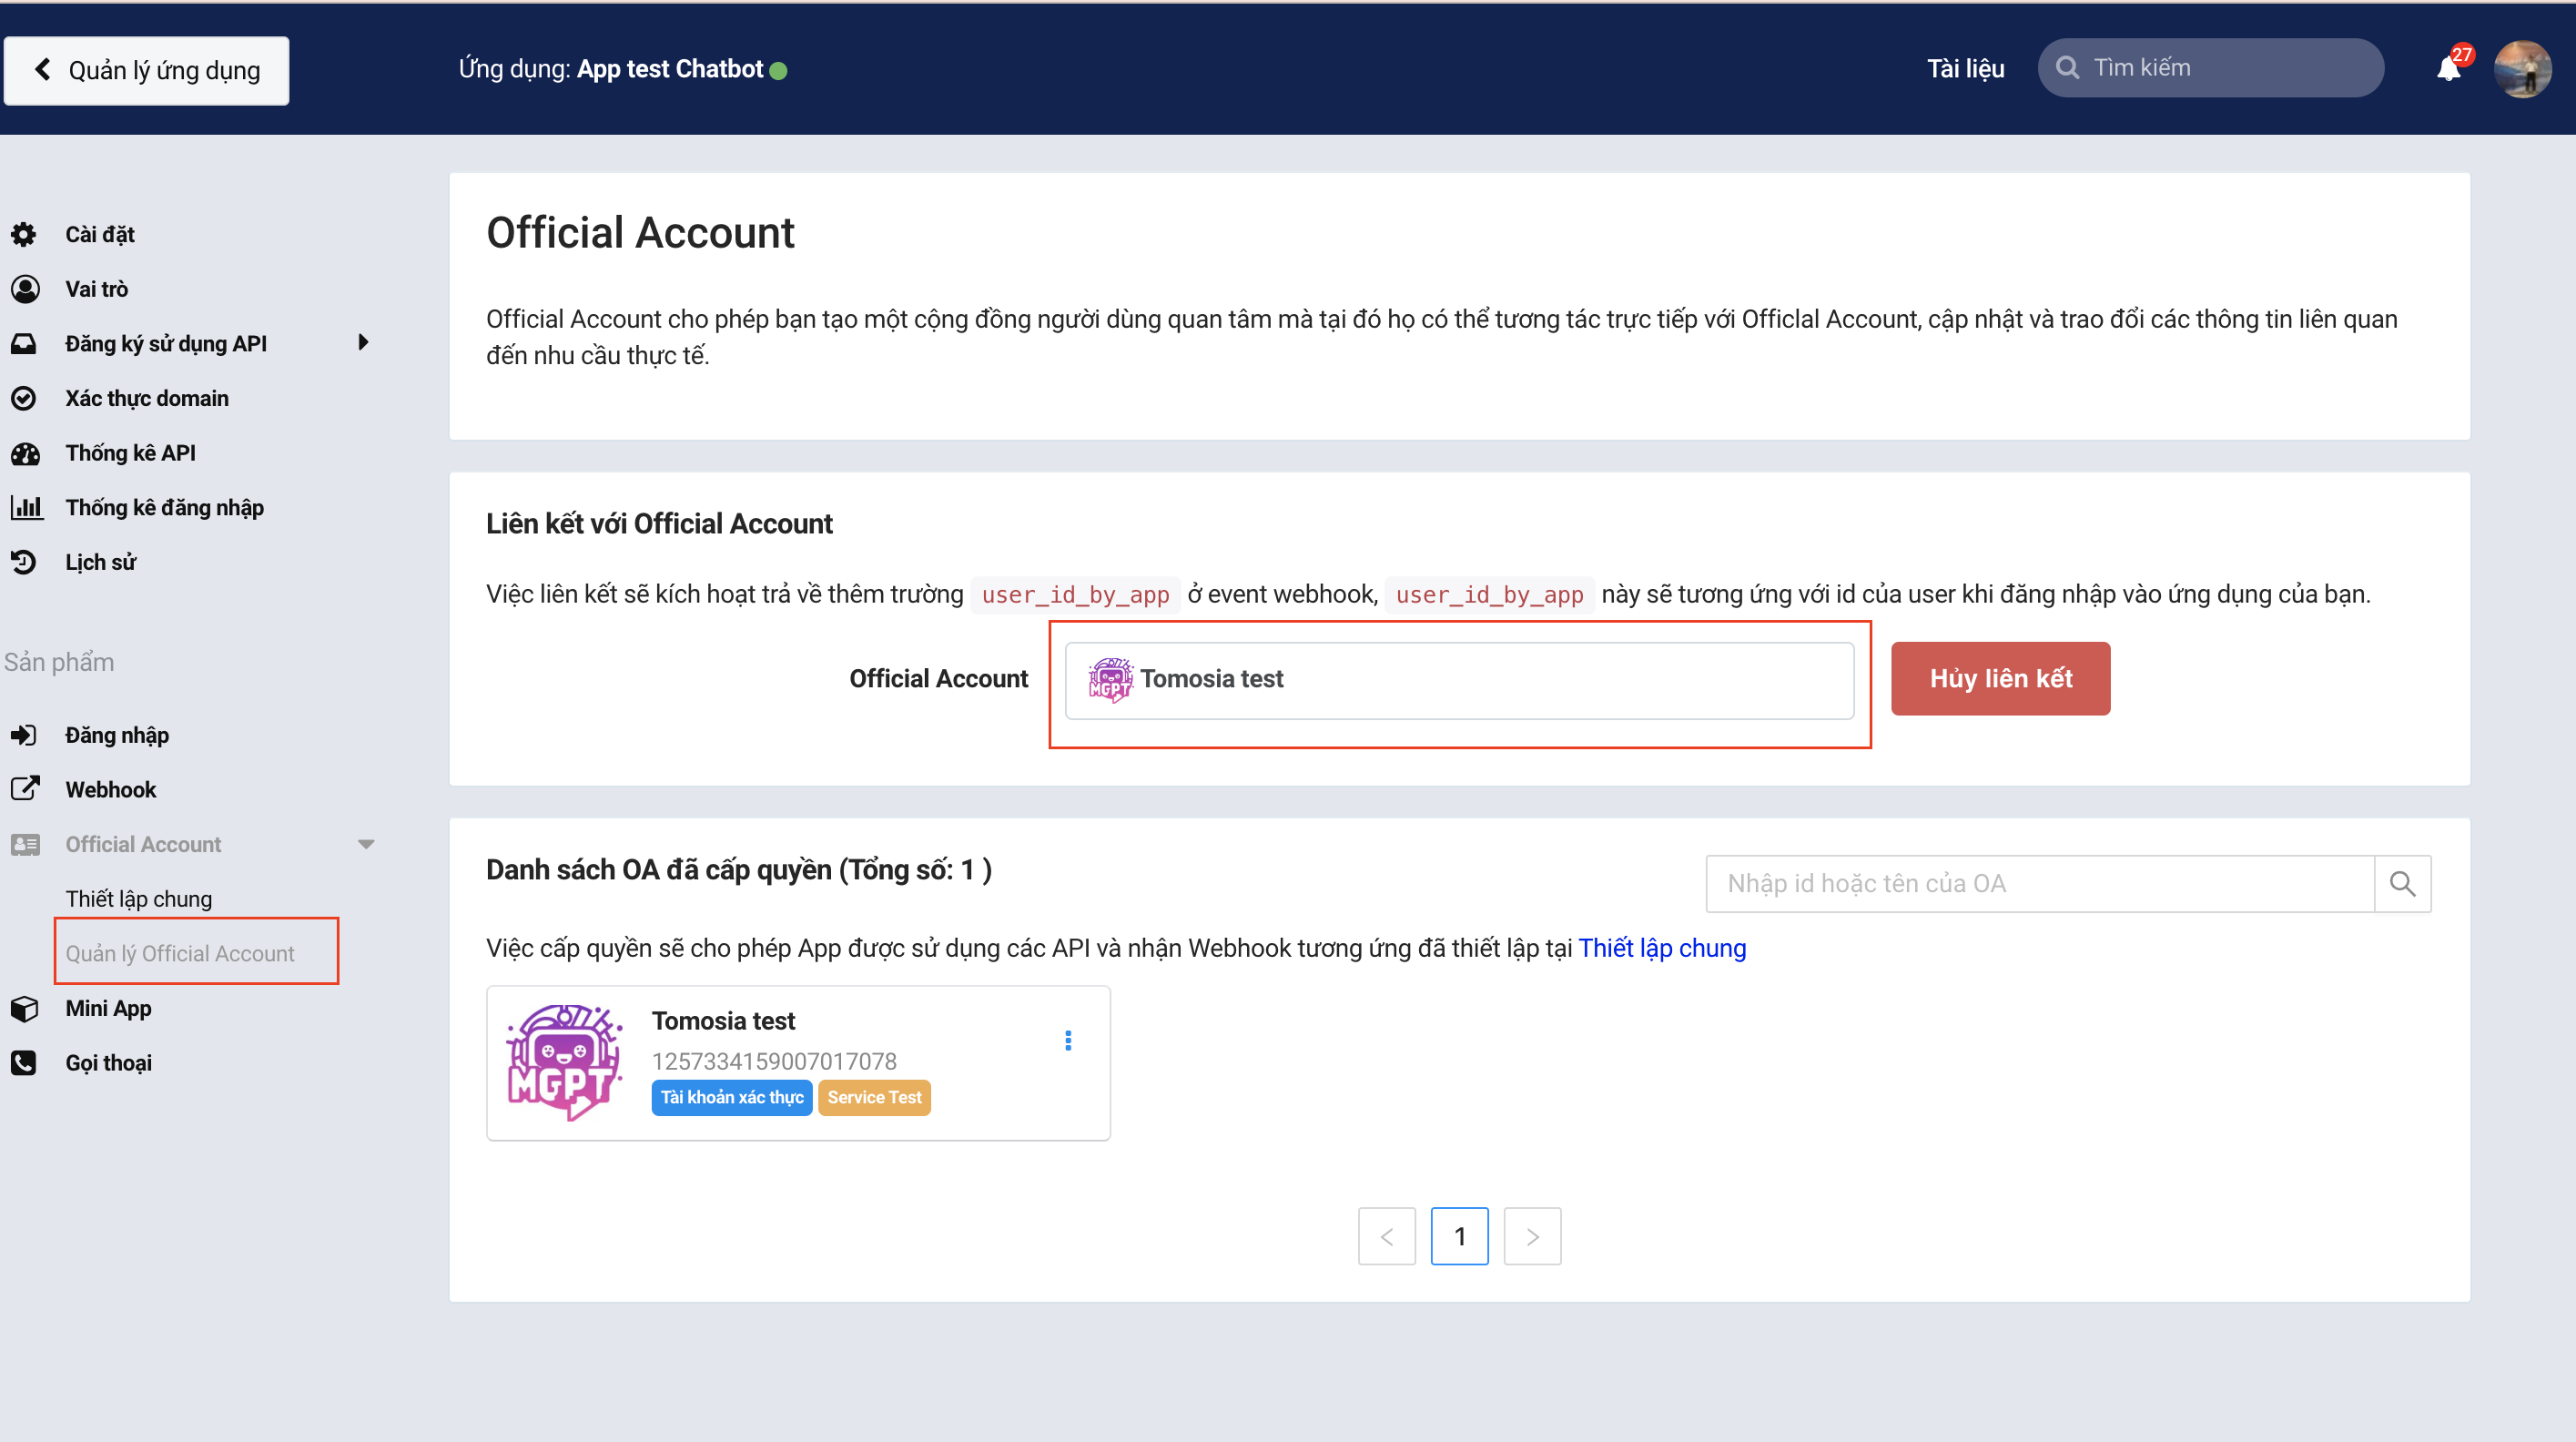 Quản lý ứng dụng
Ứng dụng: App test Chatbot
Tài liệu
Tìm kiếm
27
Cài đặt
Vai trò
Đăng ký sử dụng API
Xác thực domain
Thống kê API
Thống kê đăng nhập
Lịch sử
Sản phẩm
Đăng nhập
Webhook
Official Account
Thiết lập chung
Quản lý Official Account
Mini App
Gọi thoại
Official Account
Official Account cho phép bạn tạo một cộng đồng người dùng quan tâm mà tại đó họ có thể tương tác trực tiếp với Officlal Account, cập nhật và trao đổi các thông tin liên quan
đến nhu cầu thực tế.
Liên kết với Official Account
Việc liên kết sẽ kích hoạt trả về thêm trường user_id_by_app ở event webhook, user_id_by_app này sẽ tương ứng với id của user khi đăng nhập vào ứng dụng của bạn.
Official Account
MGPT
Tomosia test
Hủy liên kết
Danh sách OA đã cấp quyền (Tổng số: 1 )
Nhập id hoặc tên của OA
Việc cấp quyền sẽ cho phép App được sử dụng các API và nhận Webhook tương ứng đã thiết lập tại Thiết lập chung
MGPT
Tomosia test
1257334159007017078
Tài khoản xác thực
Service Test
< 1 >